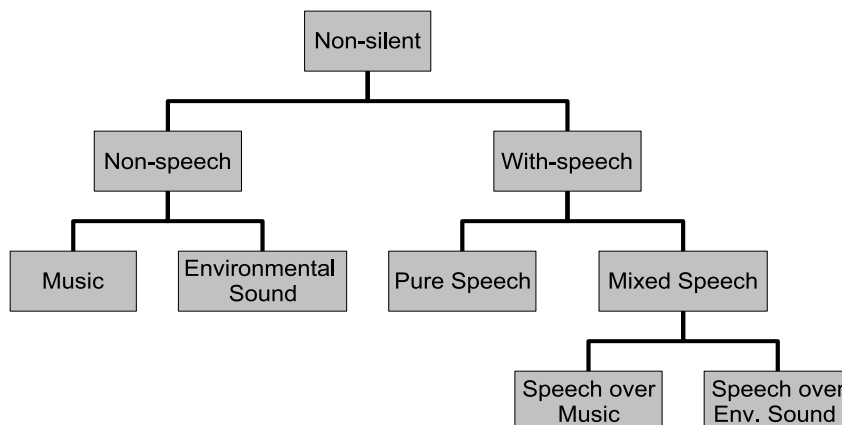 Non-silent
Non-speech
With-speech
Music
Environmental
Sound
Pure Speech
Mixed Speech
Speech over
Music
Speech over
Env. Sound